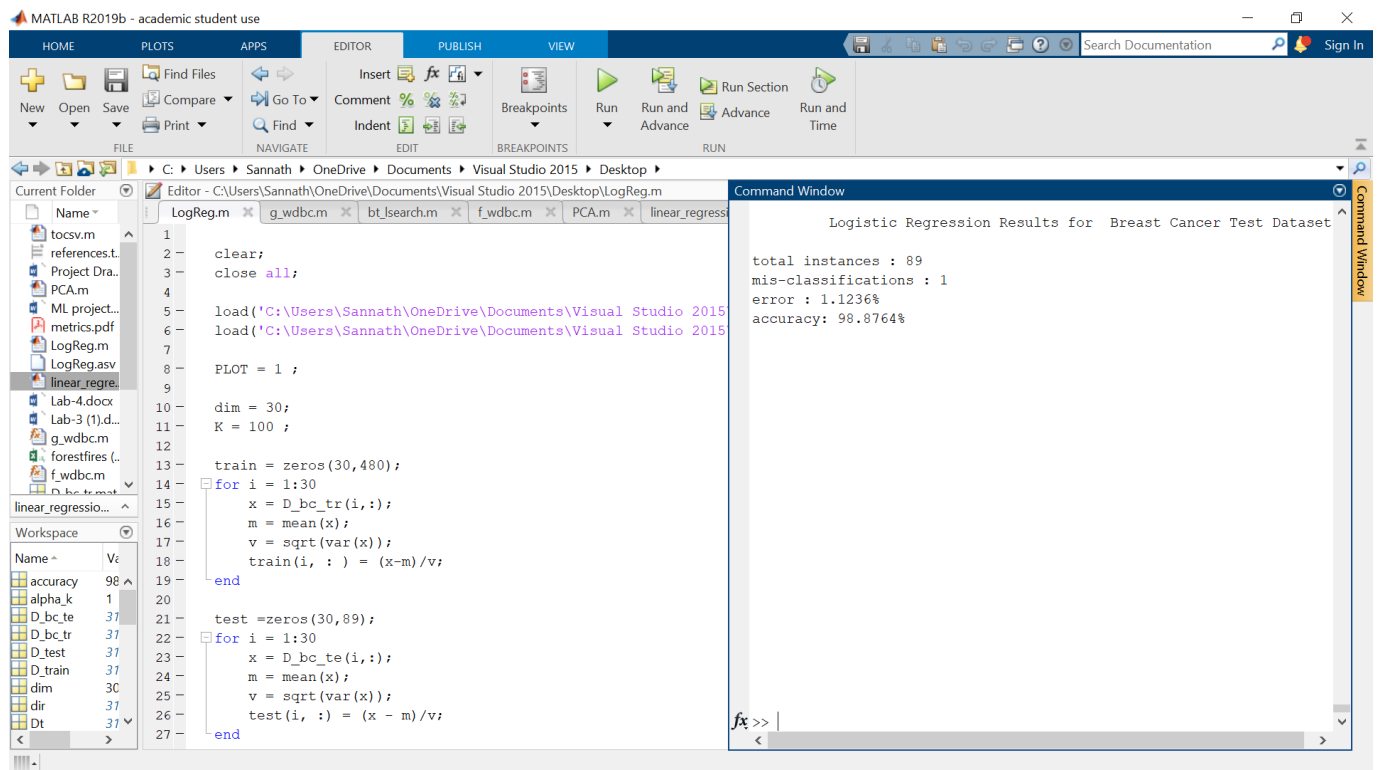 MATLAB R2019b - academic student use
HOME PLOTS APPS EDITOR PUBLISH VIEW
Search Documentation
Sign In
New
Open
Save
Find Files
Compare
Print
FILE
Go To
Find
NAVIGATE
Insert
fx
Comment
Indent
EDIT
Breakpoints
BREAKPOINTS
Run
Run and
Advance
Run Section
Advance
Run and
Time
RUN
C: Users Sannath OneDrive Documents Visual Studio 2015 Desktop
Current Folder
Name
tocsv.m
references.t..
Project Dra..
PCA.m
ML project...
metrics.pdf
LogReg.m
LogReg.asv
linear_regre..
Lab-4.docx
Lab-3 (1).d...
g_wdbc.m
forestfires (..
f_wdbc.m
D_bc_tr.mat
linear_regressio...
Workspace
Name Va
accuracy 98
alpha_k 1
D_bc_te 31
D_bc_tr 31
D_test 31
D_train 31
dim 30
dir 31
Dt 31
Editor - C:\Users\Sannath\OneDrive\Documents\Visual Studio 2015\Desktop\LogReg.m
LogReg.m g_wdbc.m bt_lsearch.m f_wdbc.m PCA.m linear_regressi
1
2 clear;
3 close all;
4
5 load('C:\Users\Sannath\OneDrive\Documents\Visual Studio 2015
6 load('C:\Users\Sannath\OneDrive\Documents\Visual Studio 2015
7
8 PLOT = 1 ;
9
10 dim = 30;
11 K = 100 ;
12
13 train = zeros(30,480);
14 for i = 1:30
15 x = D_bc_tr(i,:);
16 m = mean(x);
17 v = sqrt(var(x));
18 train(i, : ) = (x-m)/v;
19 end
20
21 test =zeros(30,89);
22 for i = 1:30
23 x = D_bc_te(i,:);
24 m = mean(x);
25 v = sqrt(var(x));
26 test(i, :) = (x - m)/v;
27 end
Command Window
Logistic Regression Results for Breast Cancer Test Dataset
total instances : 89
mis-classifications : 1
error : 1.1236%
accuracy: 98.8764%
fx >>
Command Window